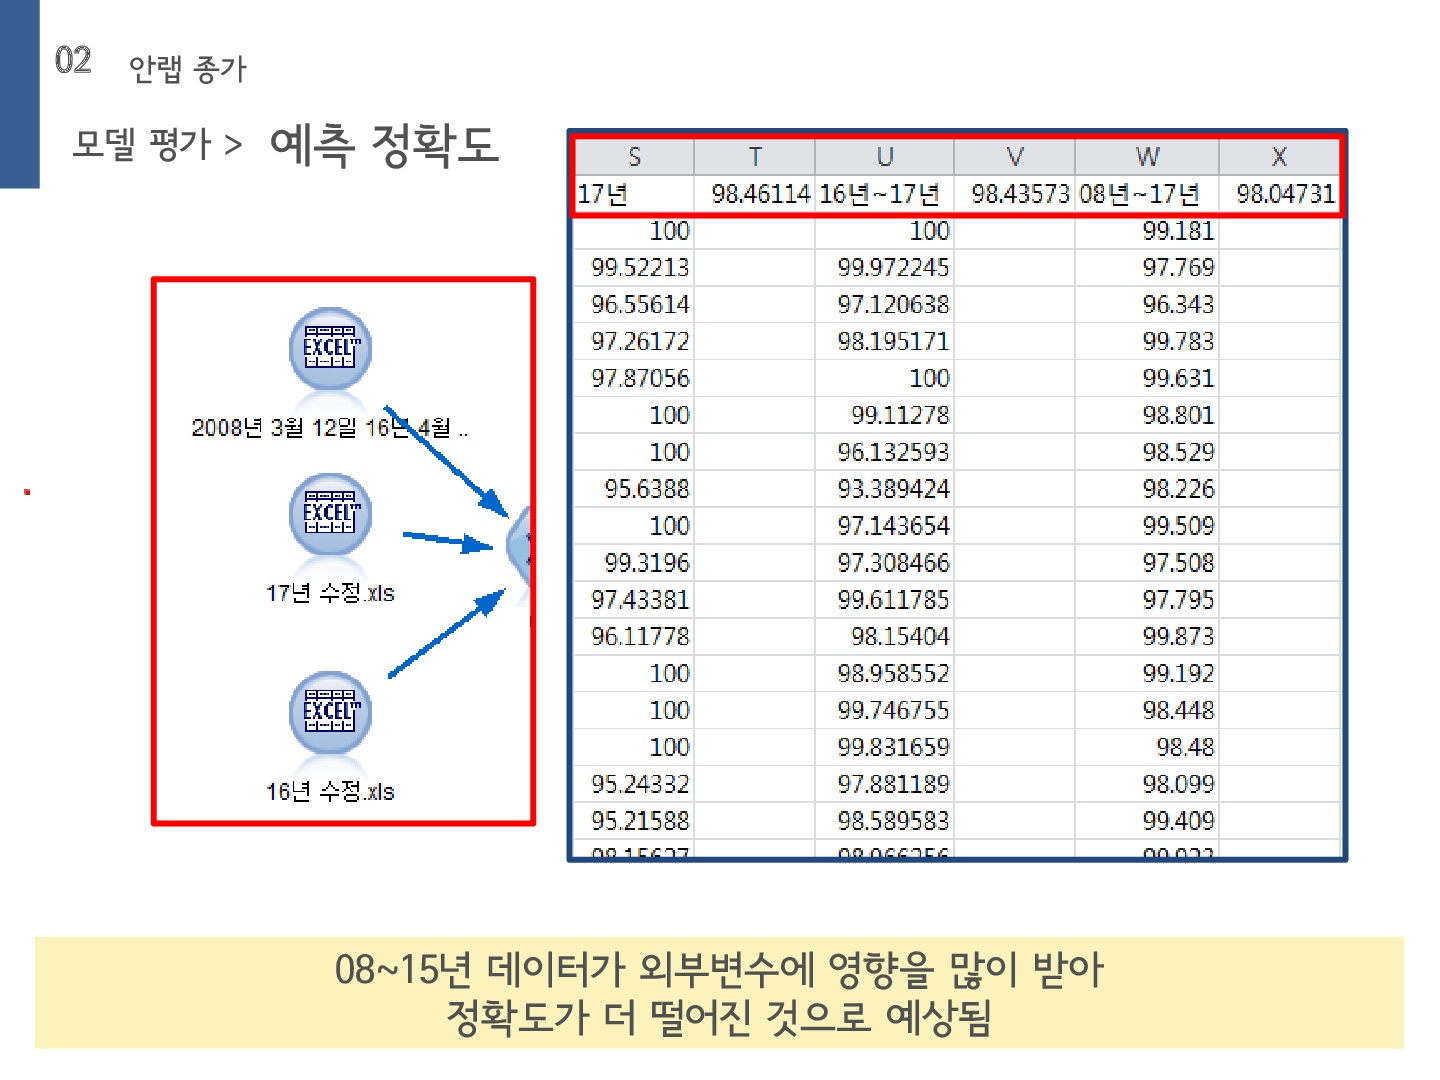 02 안랩 종가
모델 평가 > 예측 정확도
S T U V W X
17년 98.46114 16년~17년 98.43573 08년~17년 98.04731
100 100 99.181
99.52213 99.972245 97.769
96.55614 97.120638 96.343
97.26172 98.195171 99.783
97.87056 100 99.631
100 99.11278 98.801
100 96.132593 98.529
95.6388 93.389424 98.226
100 97.143654 99.509
99.3196 97.308466 97.508
97.43381 99.611785 97.795
96.11778 98.15404 99.873
100 98.958552 99.192
100 99.746755 98.448
100 99.831659 98.48
95.24332 97.881189 98.099
95.21588 98.589583 99.409
EXCEL™
2008년 3월 12일 16년 4월 ..
EXCEL™
17년 수정.xls
EXCEL™
16년 수정.xls
08~15년 데이터가 외부변수에 영향을 많이 받아
정확도가 더 떨어진 것으로 예상됨